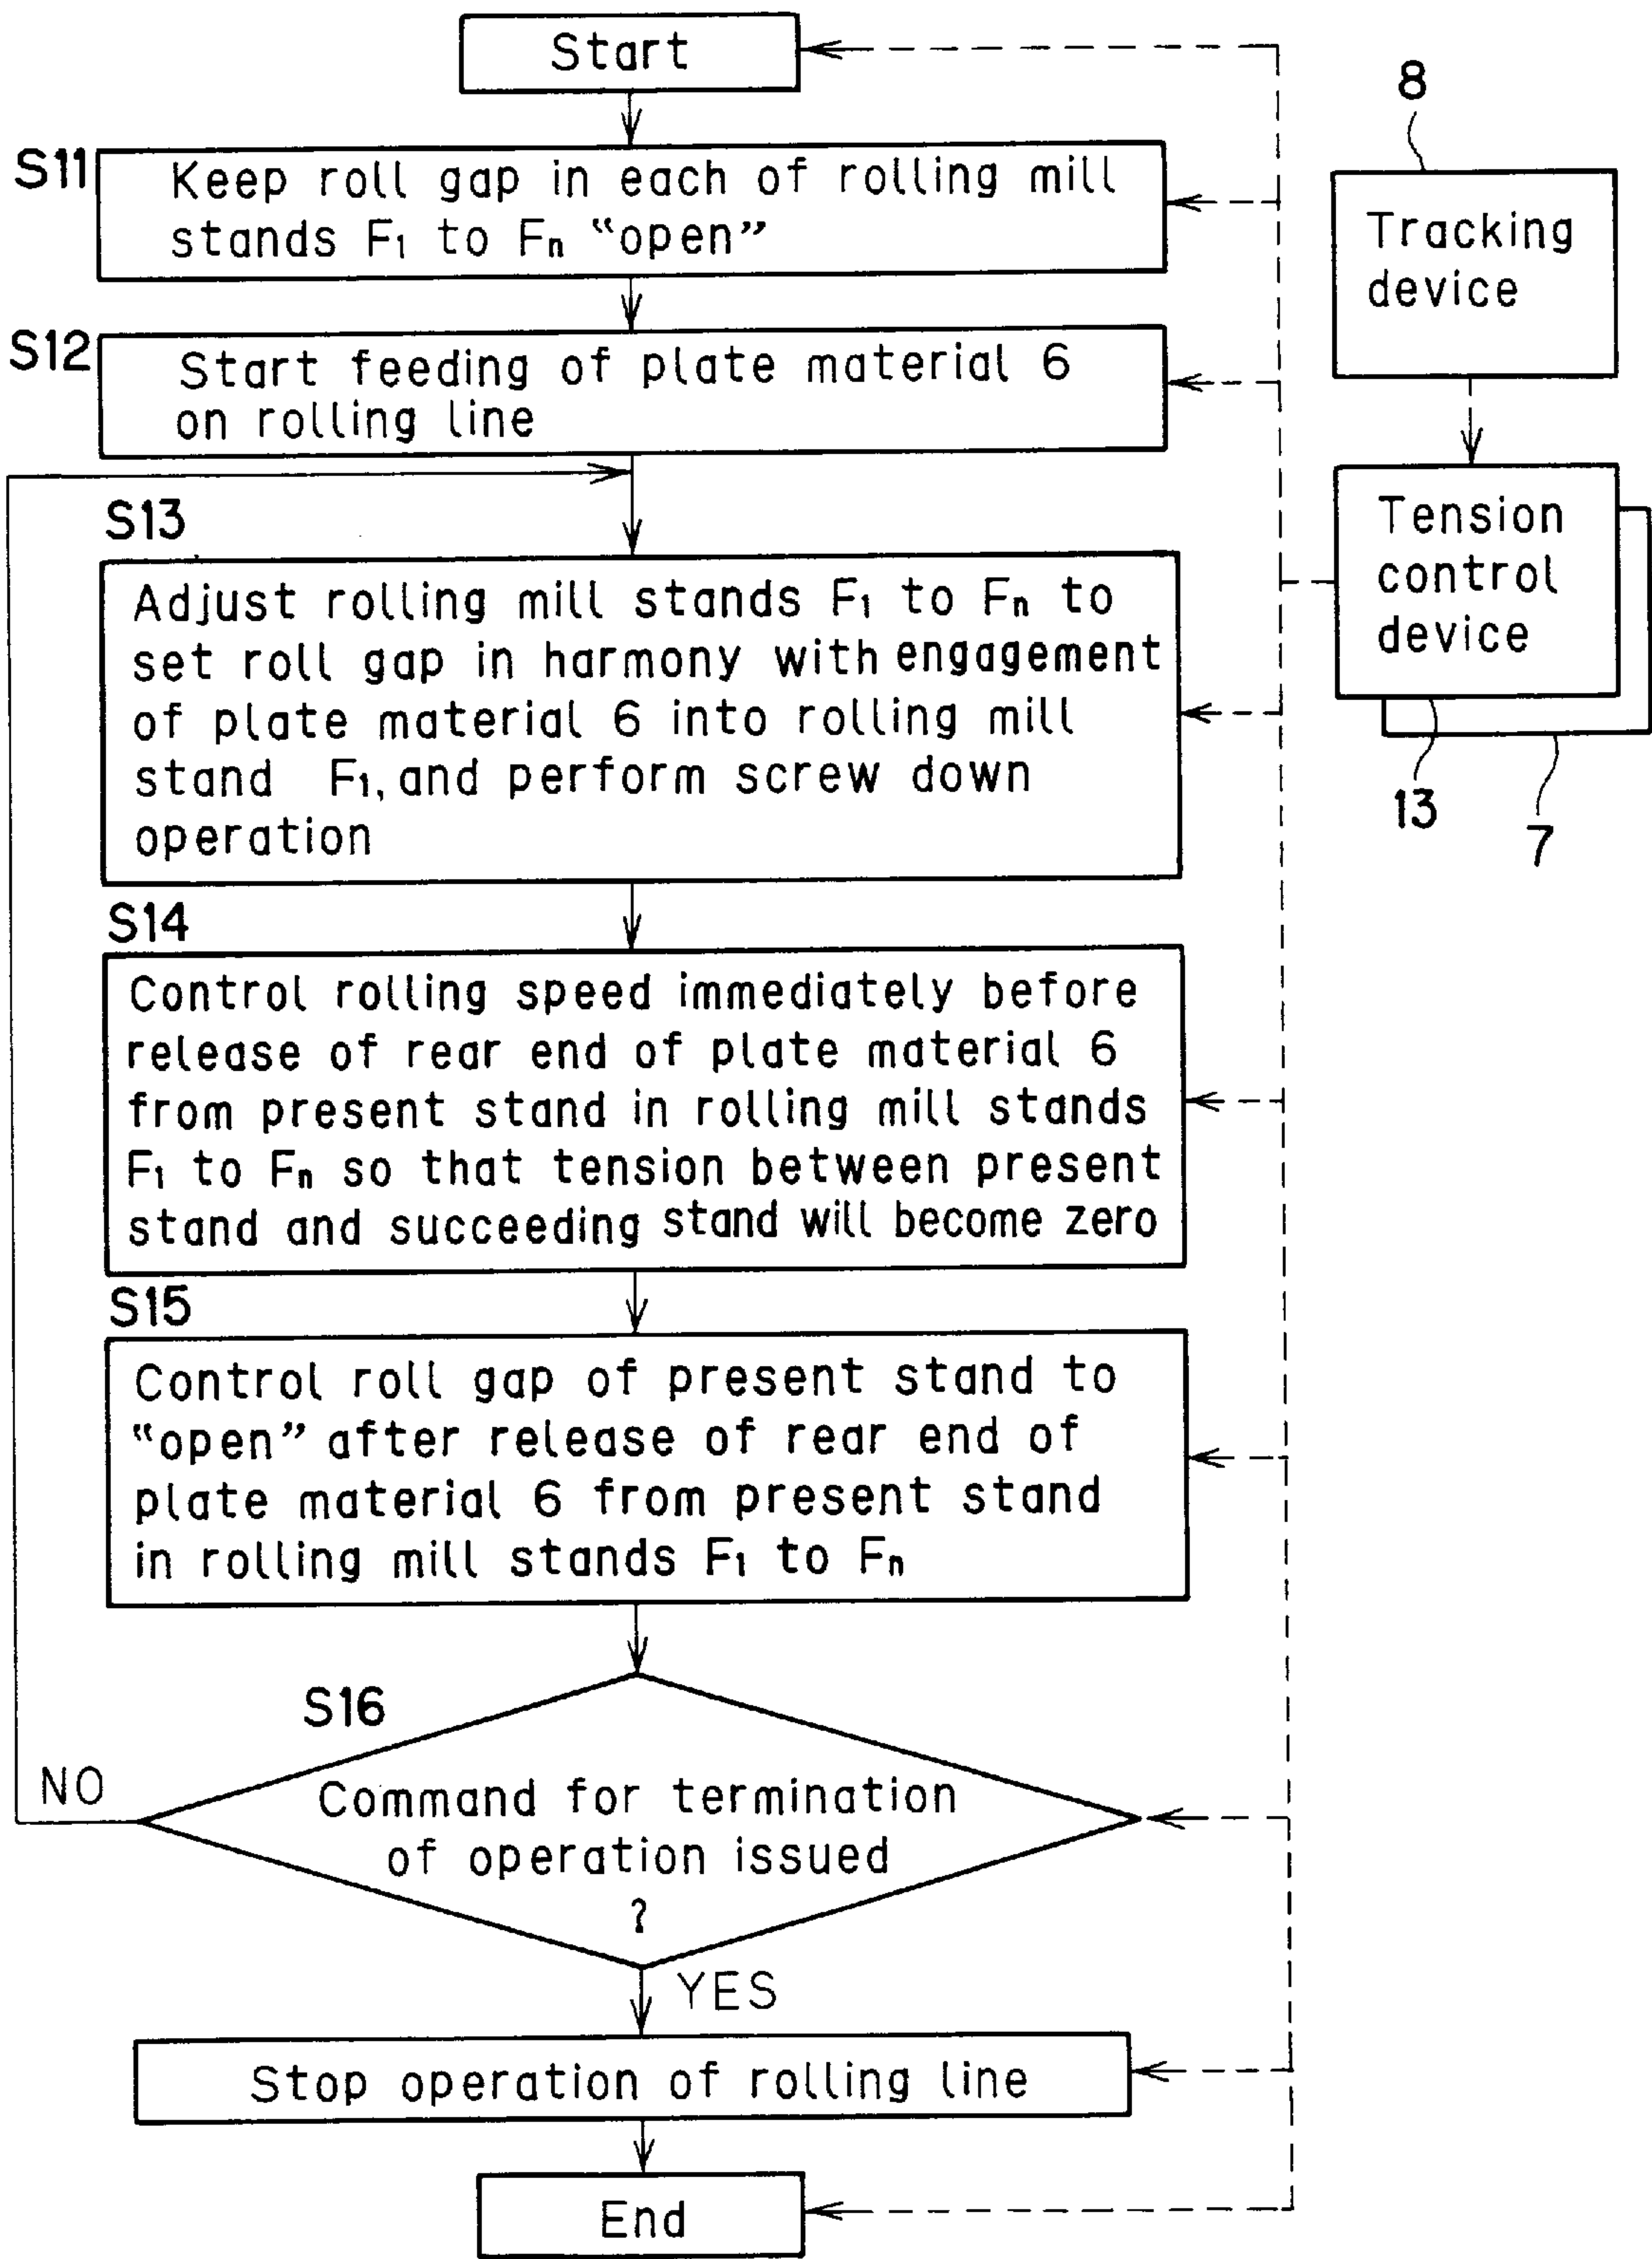 Start
S11
Keep roll gap in each of rolling mill
stands F1 to Fn “open”
S12
Start feeding of plate material 6
on rolling line
S13
Adjust rolling mill stands F1 to Fn to
set roll gap in harmony with engagement
of plate material 6 into rolling mill
stand F1, and perform screw down
operation
S14
Control rolling speed immediately before
release of rear end of plate material 6
from present stand in rolling mill stands
F1 to Fn so that tension between present
stand and succeeding stand will become zero
S15
Control roll gap of present stand to
“open” after release of rear end of
plate material 6 from present stand
in rolling mill stands F1 to Fn
S16
Command for termination
of operation issued
?
NO
YES
Stop operation of rolling line
End
8
Tracking
device
Tension
control
device
13
7